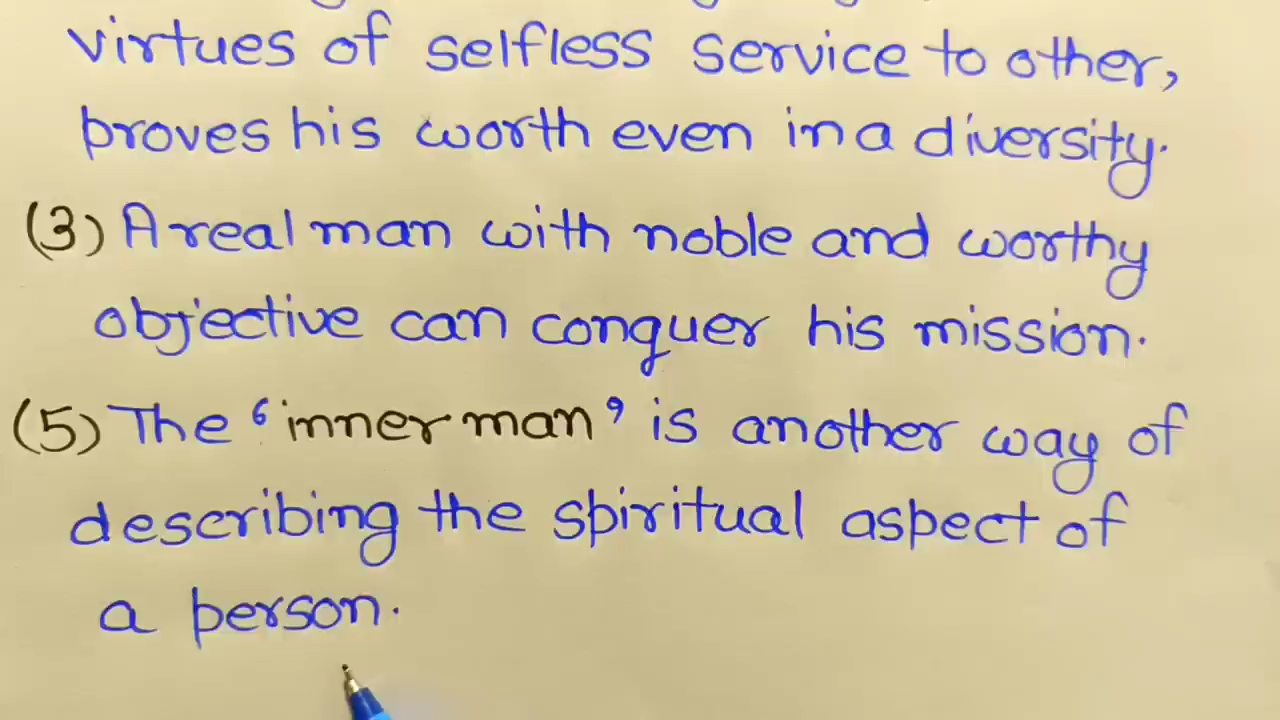 virtues of selfless service to other,
proves his worth even in a diversity.
(3) A real man with noble and worthy
objective can conquer his mission.
(5) The 'inner man' is another way of
describing the spiritual aspect of
a person.